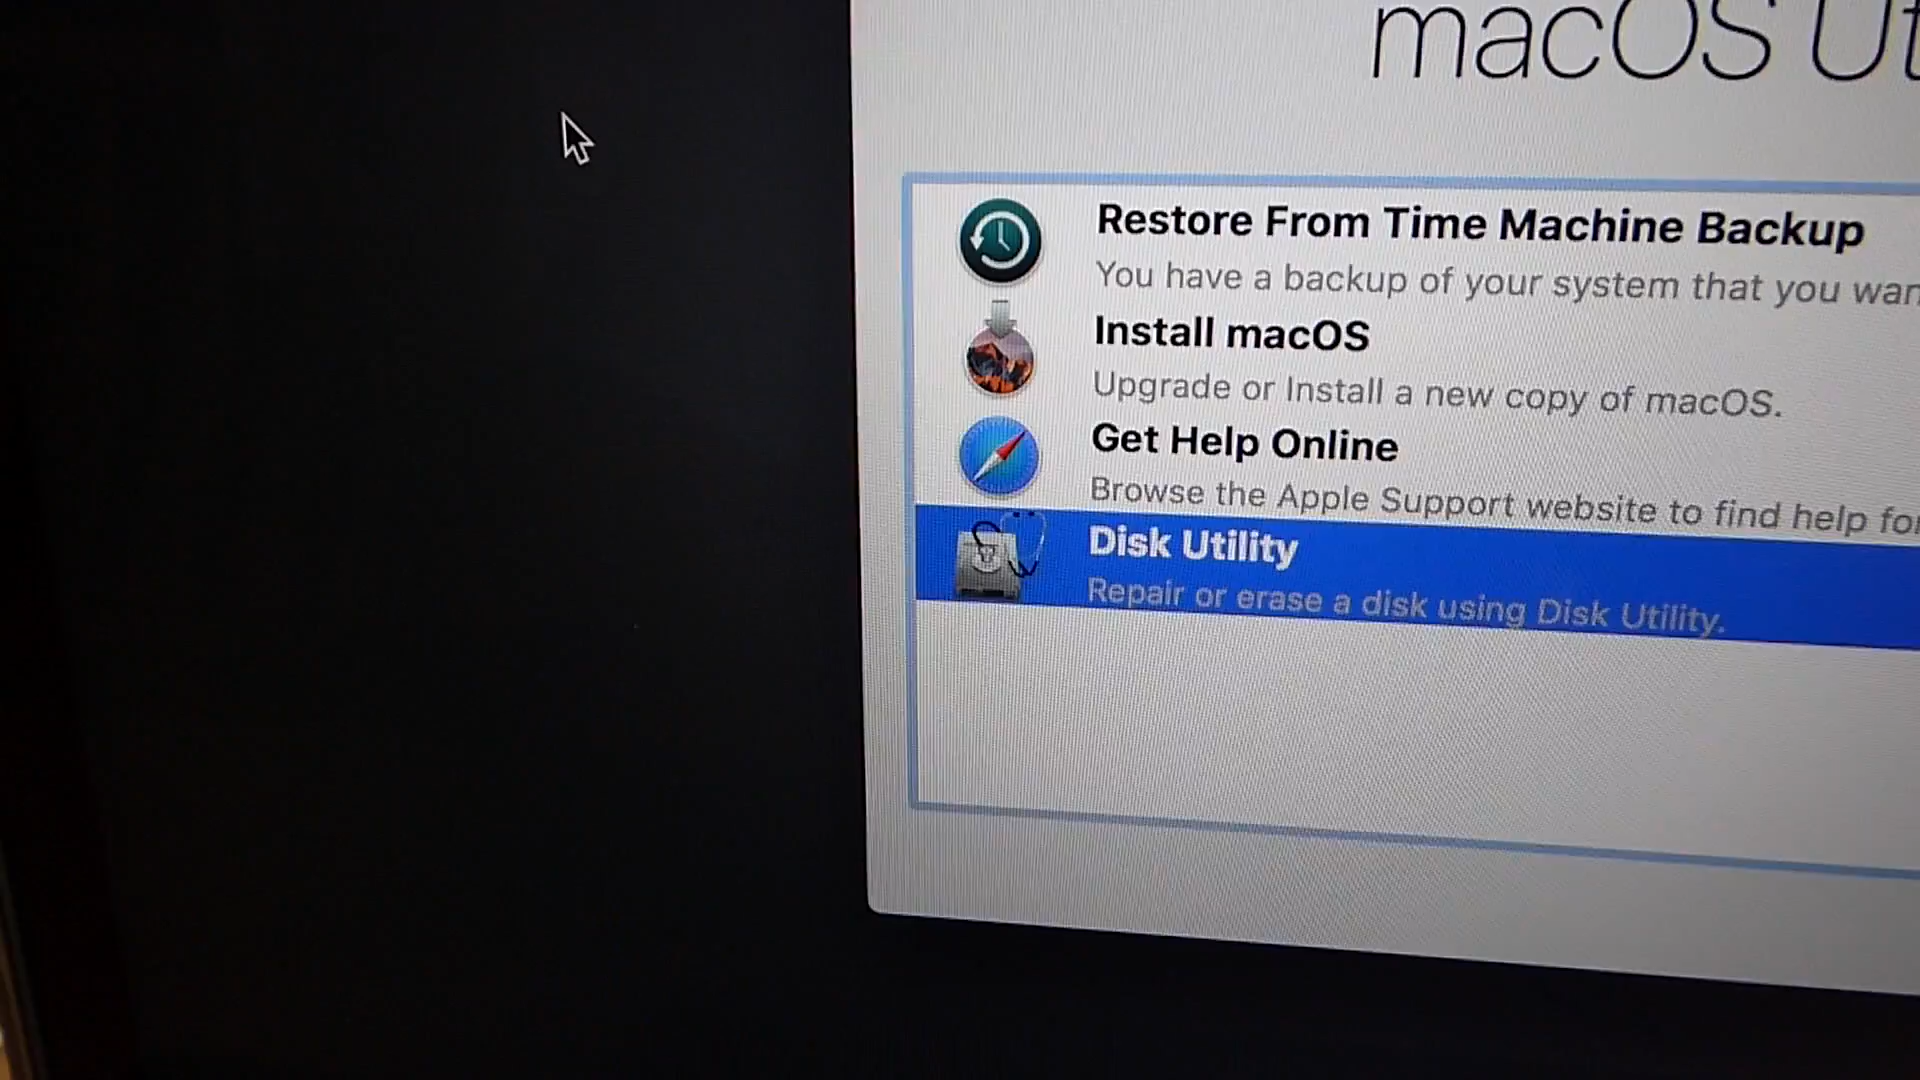 macOS
Restore From Time Machine Backup
You have a backup of your system that you
Install macOS
Upgrade or Install a new copy of macOS.
Get Help Online
Browse the Apple Support website to find help
Disk Utility
Repair or erase a disk using Disk Utility.